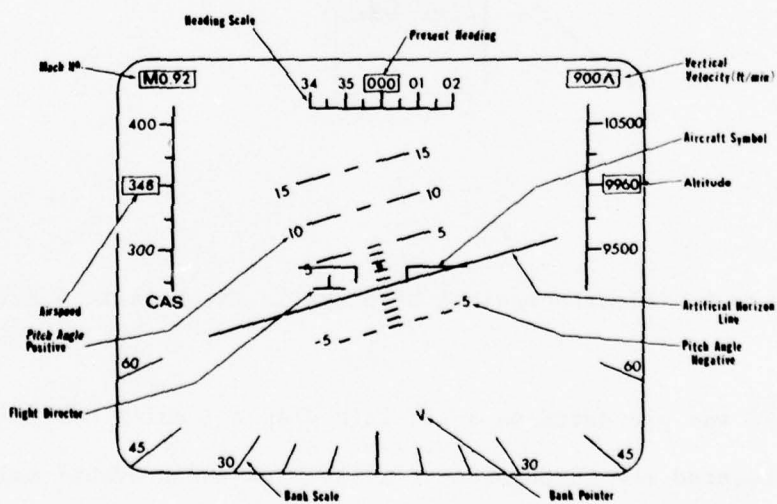 Heading Scale
Present Heading
Mach Nº
M0.92
34 35 000 01 02
900Λ
Vertical
Velocity (ft/min)
400
10500
15
15
Aircraft Symbol
348
10
10
9960
Altitude
5
5
300
9500
CAS
Airspeed
Pitch Angle
Positive
Artificial Horizon
Line
-5
-5
Pitch Angle
Negative
60
60
Flight Director
V
45
45
30
30
Bank Scale
Bank Pointer